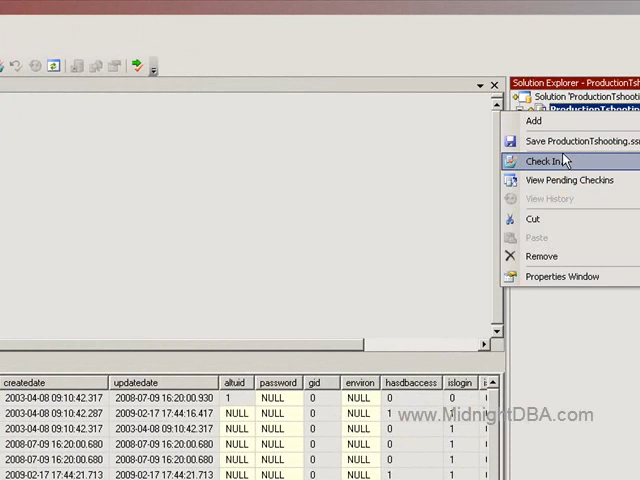 Solution Explorer - ProductionTsh
Solution 'ProductionTshooti
ProductionTshooting
Add
Save ProductionTshooting.ssm
Check In
View Pending Checkins
View History
Cut
Paste
Remove
Properties Window
createdate updatedate altuid password gid environ hasdbaccess islogin
2003-04-08 09:10:42.317 2008-07-09 16:20:00.930 1 NULL 0 NULL 0 0
2003-04-08 09:10:42.287 2009-02-17 17:44:16.417 NULL NULL 0 NULL 1
2003-04-08 09:10:42.317 2003-04-08 09:10:42.317 NULL NULL 0 NULL 0
2008-07-09 16:20:00.680 2008-07-09 16:20:00.680 NULL NULL 0 NULL 0 1
2008-07-09 16:20:00.680 2008-07-09 16:20:00.680 NULL NULL 0 NULL 0 1
2009-02-17 17:44:21.713 2009-02-17 17:44:21.713 NULL NULL 0 NULL 1 1
www.MidnightDBA.com